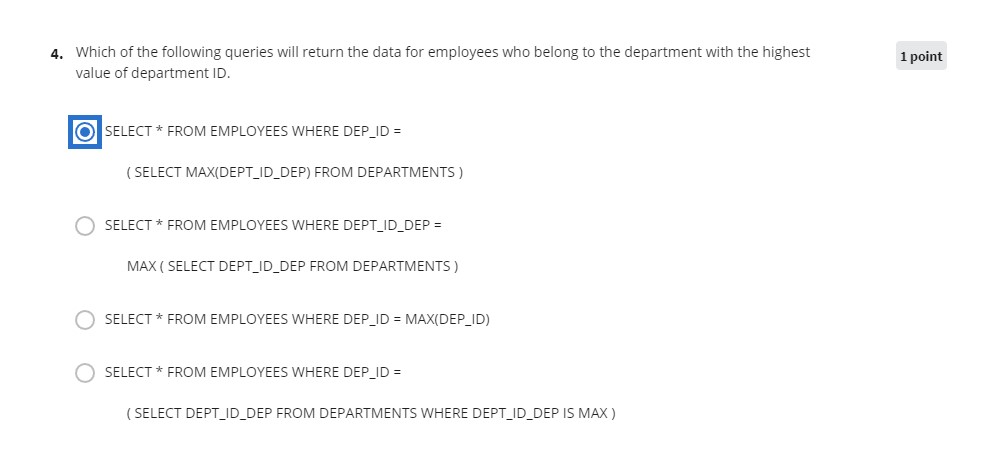 4. Which of the following queries will return the data for employees who belong to the department with the highest
value of department ID.
1 point
SELECT * FROM EMPLOYEES WHERE DEP_ID =
( SELECT MAX(DEPT_ID_DEP) FROM DEPARTMENTS )
SELECT * FROM EMPLOYEES WHERE DEPT_ID_DEP =
MAX ( SELECT DEPT_ID_DEP FROM DEPARTMENTS )
SELECT * FROM EMPLOYEES WHERE DEP_ID = MAX(DEP_ID)
SELECT * FROM EMPLOYEES WHERE DEP_ID =
( SELECT DEPT_ID_DEP FROM DEPARTMENTS WHERE DEPT_ID_DEP IS MAX )